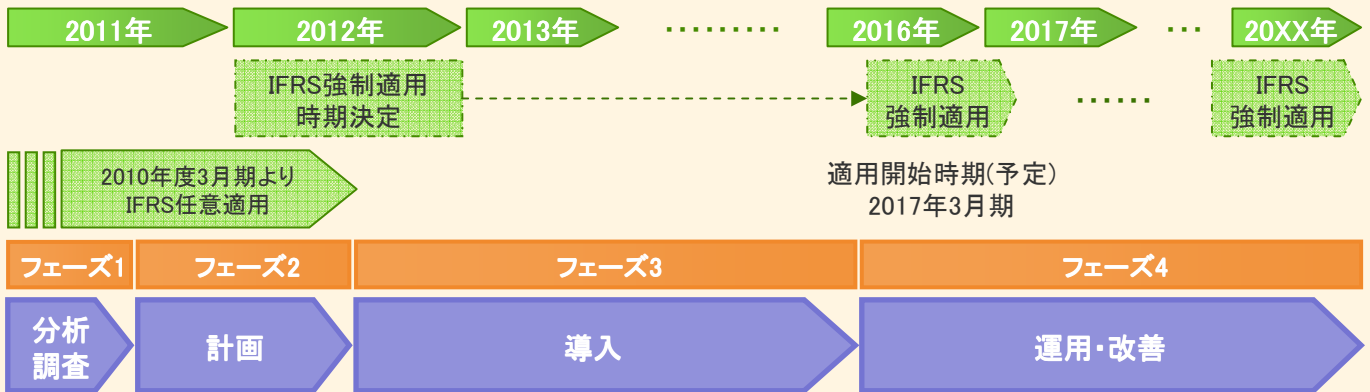 2011年
2012年
2013年
………
2016年
2017年
…
20XX年
IFRS強制適用
時期決定
IFRS
強制適用
……
IFRS
強制適用
2010年度3月期より
IFRS任意適用
適用開始時期(予定)
2017年3月期
フェーズ1
フェーズ2
フェーズ3
フェーズ4
分析
調査
計画
導入
運用・改善